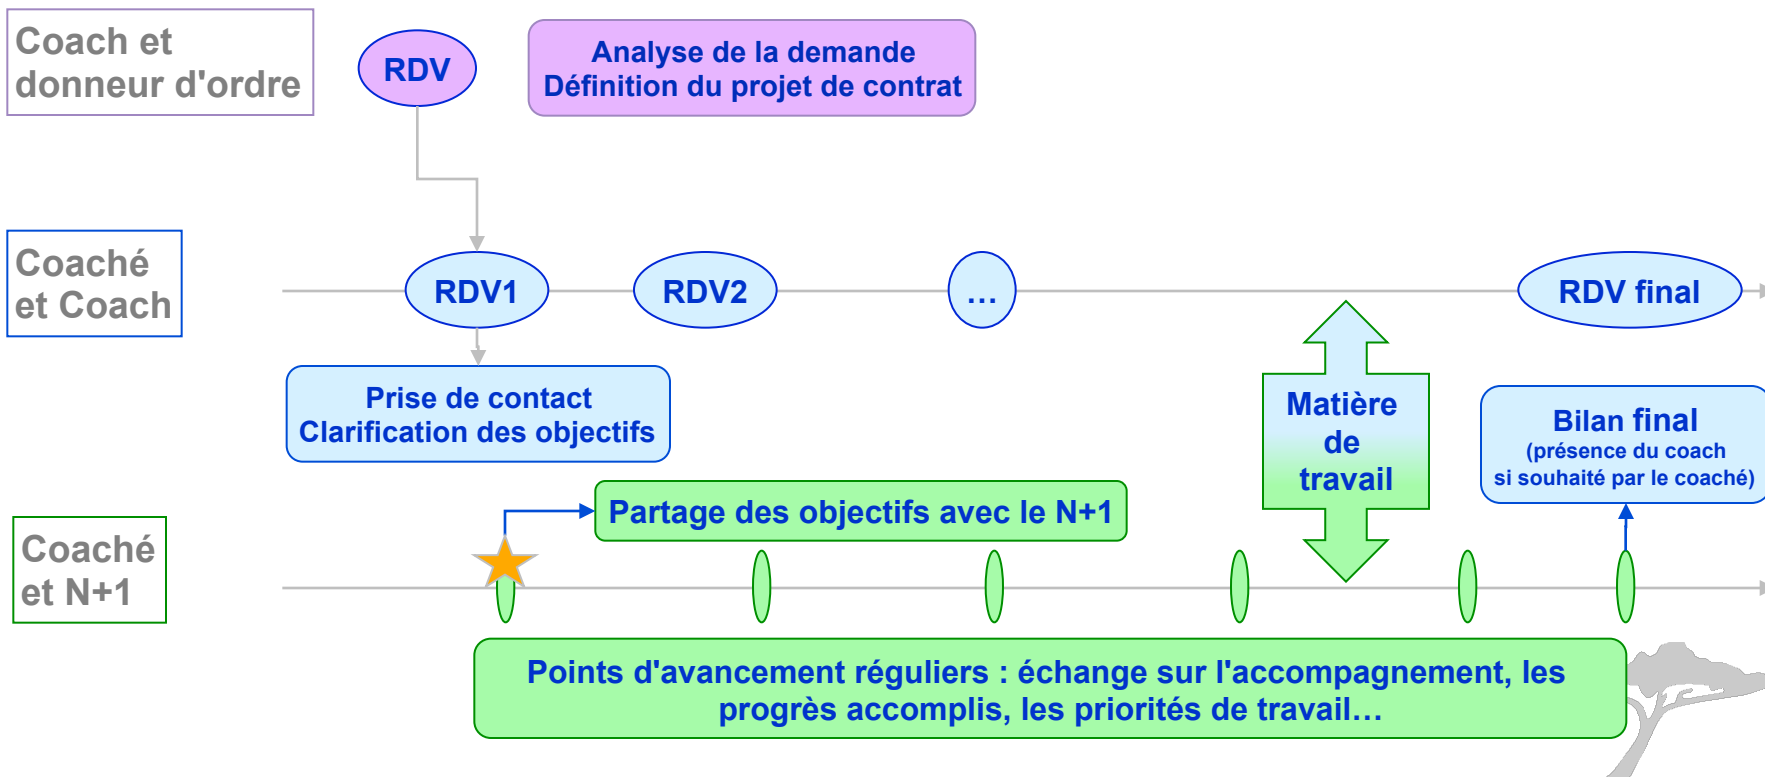 Coach et
donneur d'ordre
RDV
Analyse de la demande
Définition du projet de contrat
Coaché
et Coach
RDV1
RDV2
…
RDV final
Prise de contact
Clarification des objectifs
Matière
de
travail
Bilan final
(présence du coach
si souhaité par le coaché)
Partage des objectifs avec le N+1
Coaché
et N+1
Points d'avancement réguliers : échange sur l'accompagnement, les
progrès accomplis, les priorités de travail…